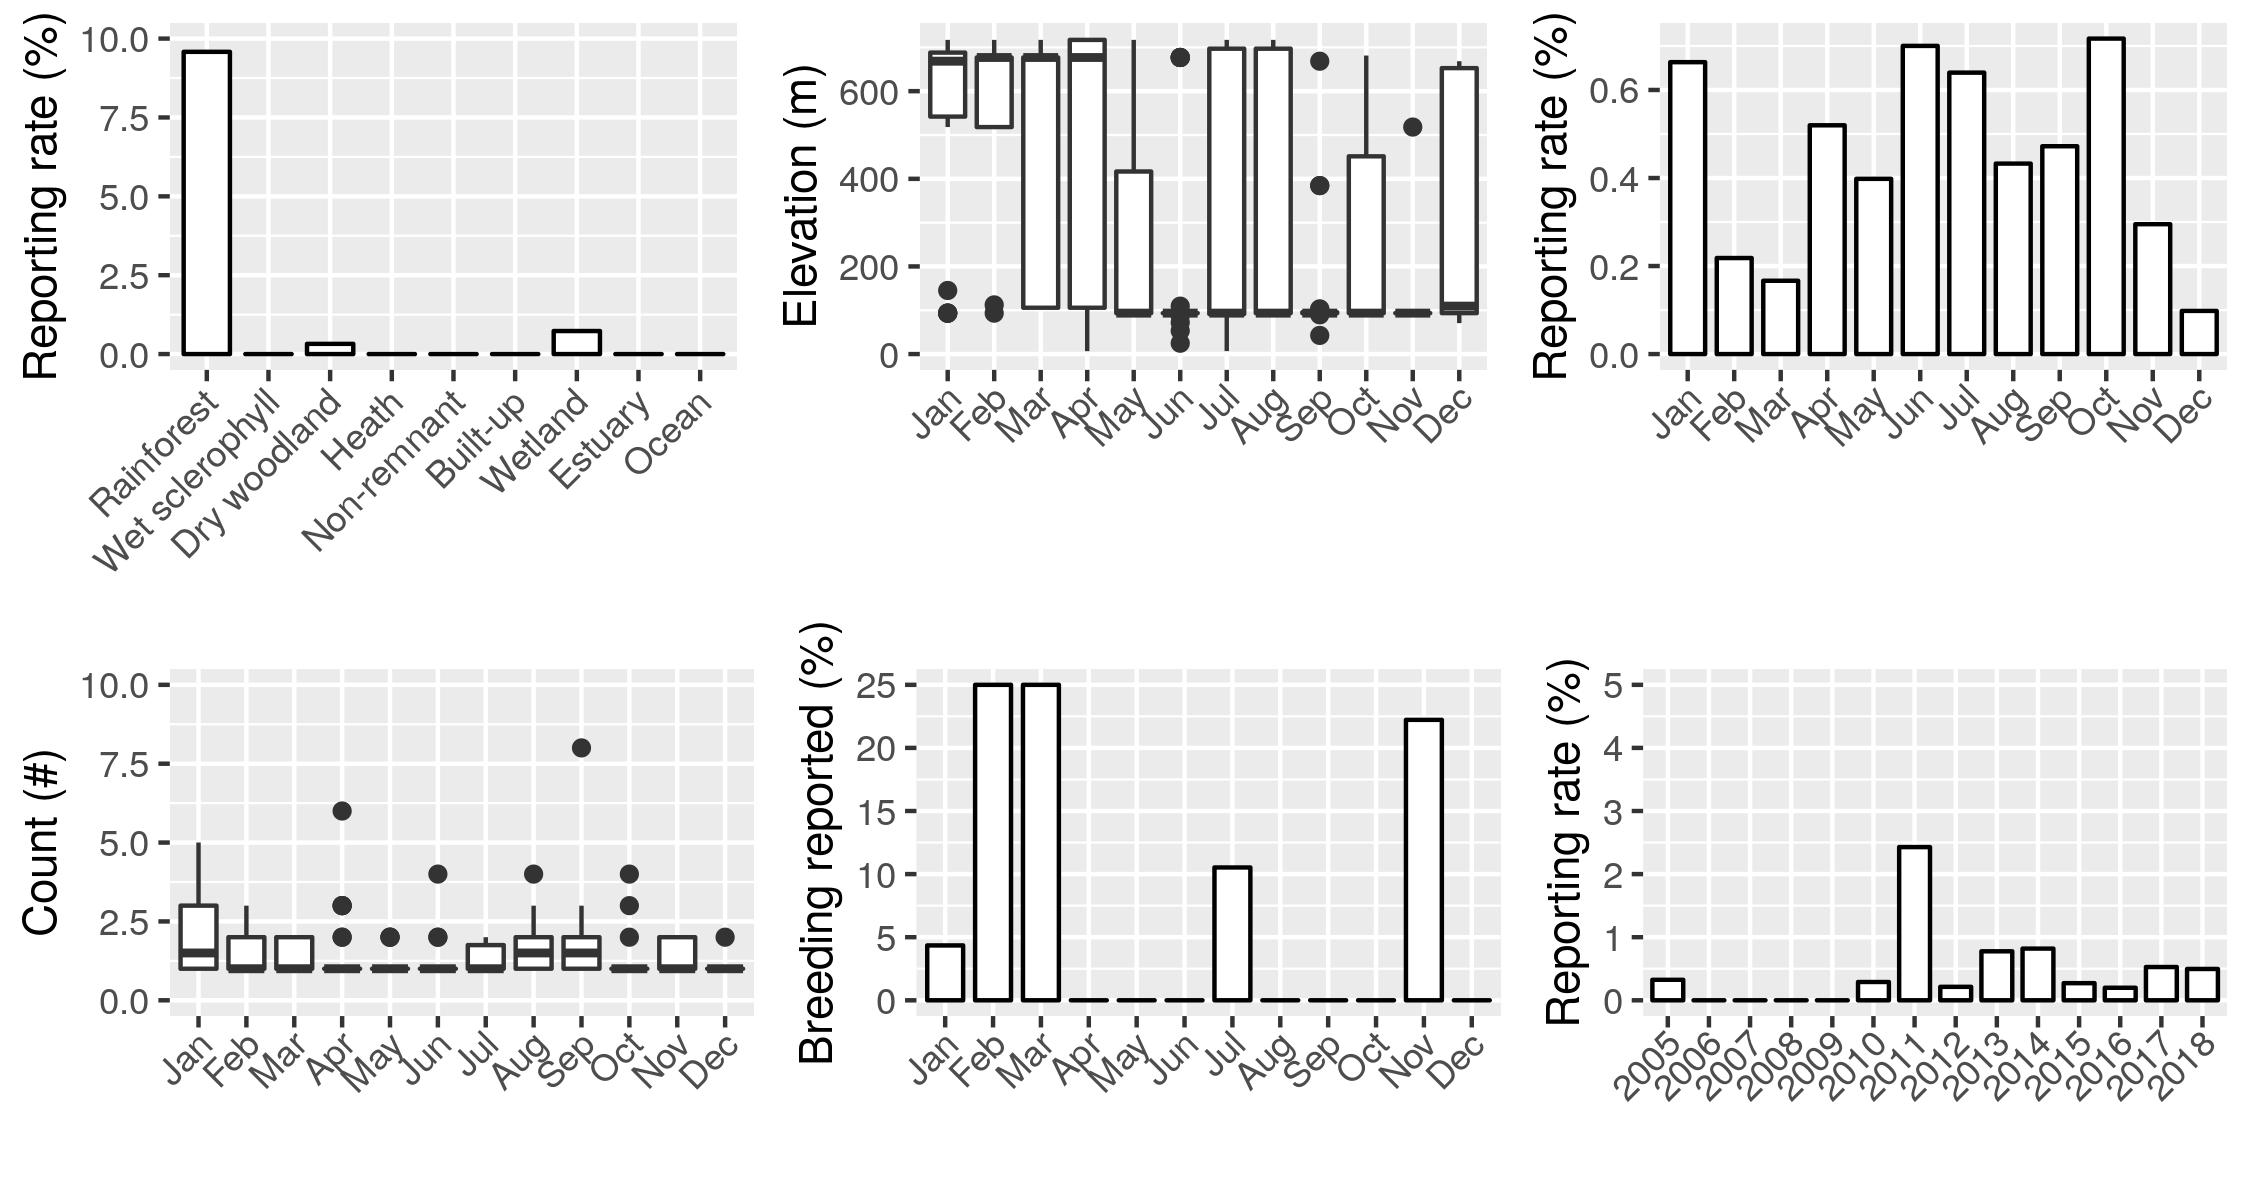 Reporting rate (%)
10.0
7.5
5.0
2.5
0.0
Rainforest
Wet sclerophyll
Dry woodland
Heath
Non-remnant
Built-up
Wetland
Estuary
Ocean
Elevation (m)
600
400
200
0
Jan
Feb
Mar
Apr
May
Jun
Jul
Aug
Sep
Oct
Nov
Dec
Reporting rate (%)
0.6
0.4
0.2
0.0
Jan
Feb
Mar
Apr
May
Jun
Jul
Aug
Sep
Oct
Nov
Dec
Count (#)
10.0
7.5
5.0
2.5
0.0
Jan
Feb
Mar
Apr
May
Jun
Jul
Aug
Sep
Oct
Nov
Dec
Breeding reported (%)
25
20
15
10
5
0
Jan
Feb
Mar
Apr
May
Jun
Jul
Aug
Sep
Oct
Nov
Dec
Reporting rate (%)
5
4
3
2
1
0
2005
2006
2007
2008
2009
2010
2011
2012
2013
2014
2015
2016
2017
2018